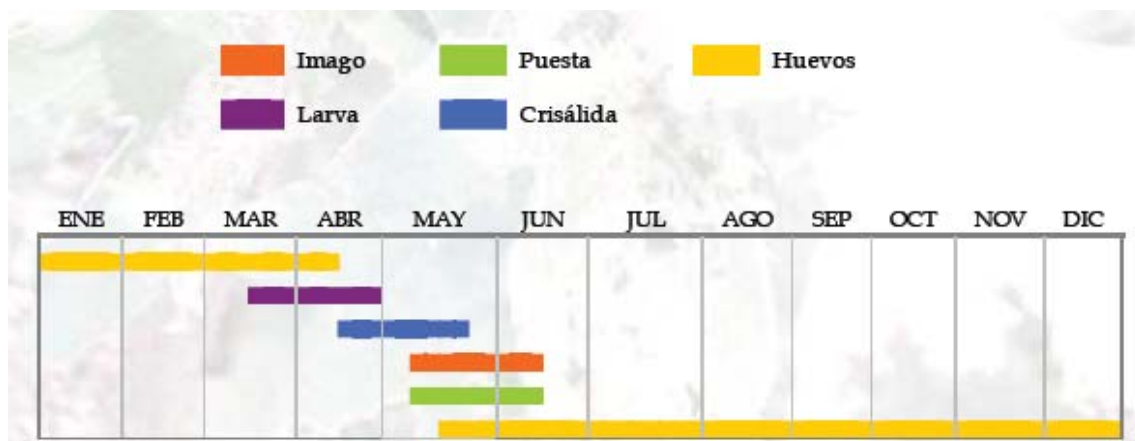 Imago Puesta Huevos
Larva Crisálida
ENE FEB MAR ABR MAY JUN JUL AGO SEP OCT NOV DIC